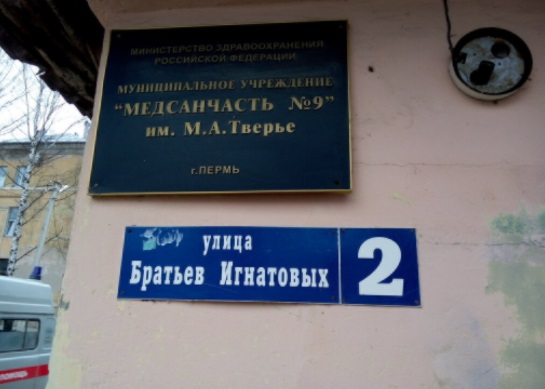 МИНИСТЕРСТВО ЗДРАВООХРАНЕНИЯ
РОССИЙСКОЙ ФЕДЕРАЦИИ
МУНИЦИПАЛЬНОЕ УЧРЕЖДЕНИЕ
“МЕДСАНЧАСТЬ №9”
им. М.А.Тверье
г.ПЕРМЬ
улица
Братьев Игнатовых
2